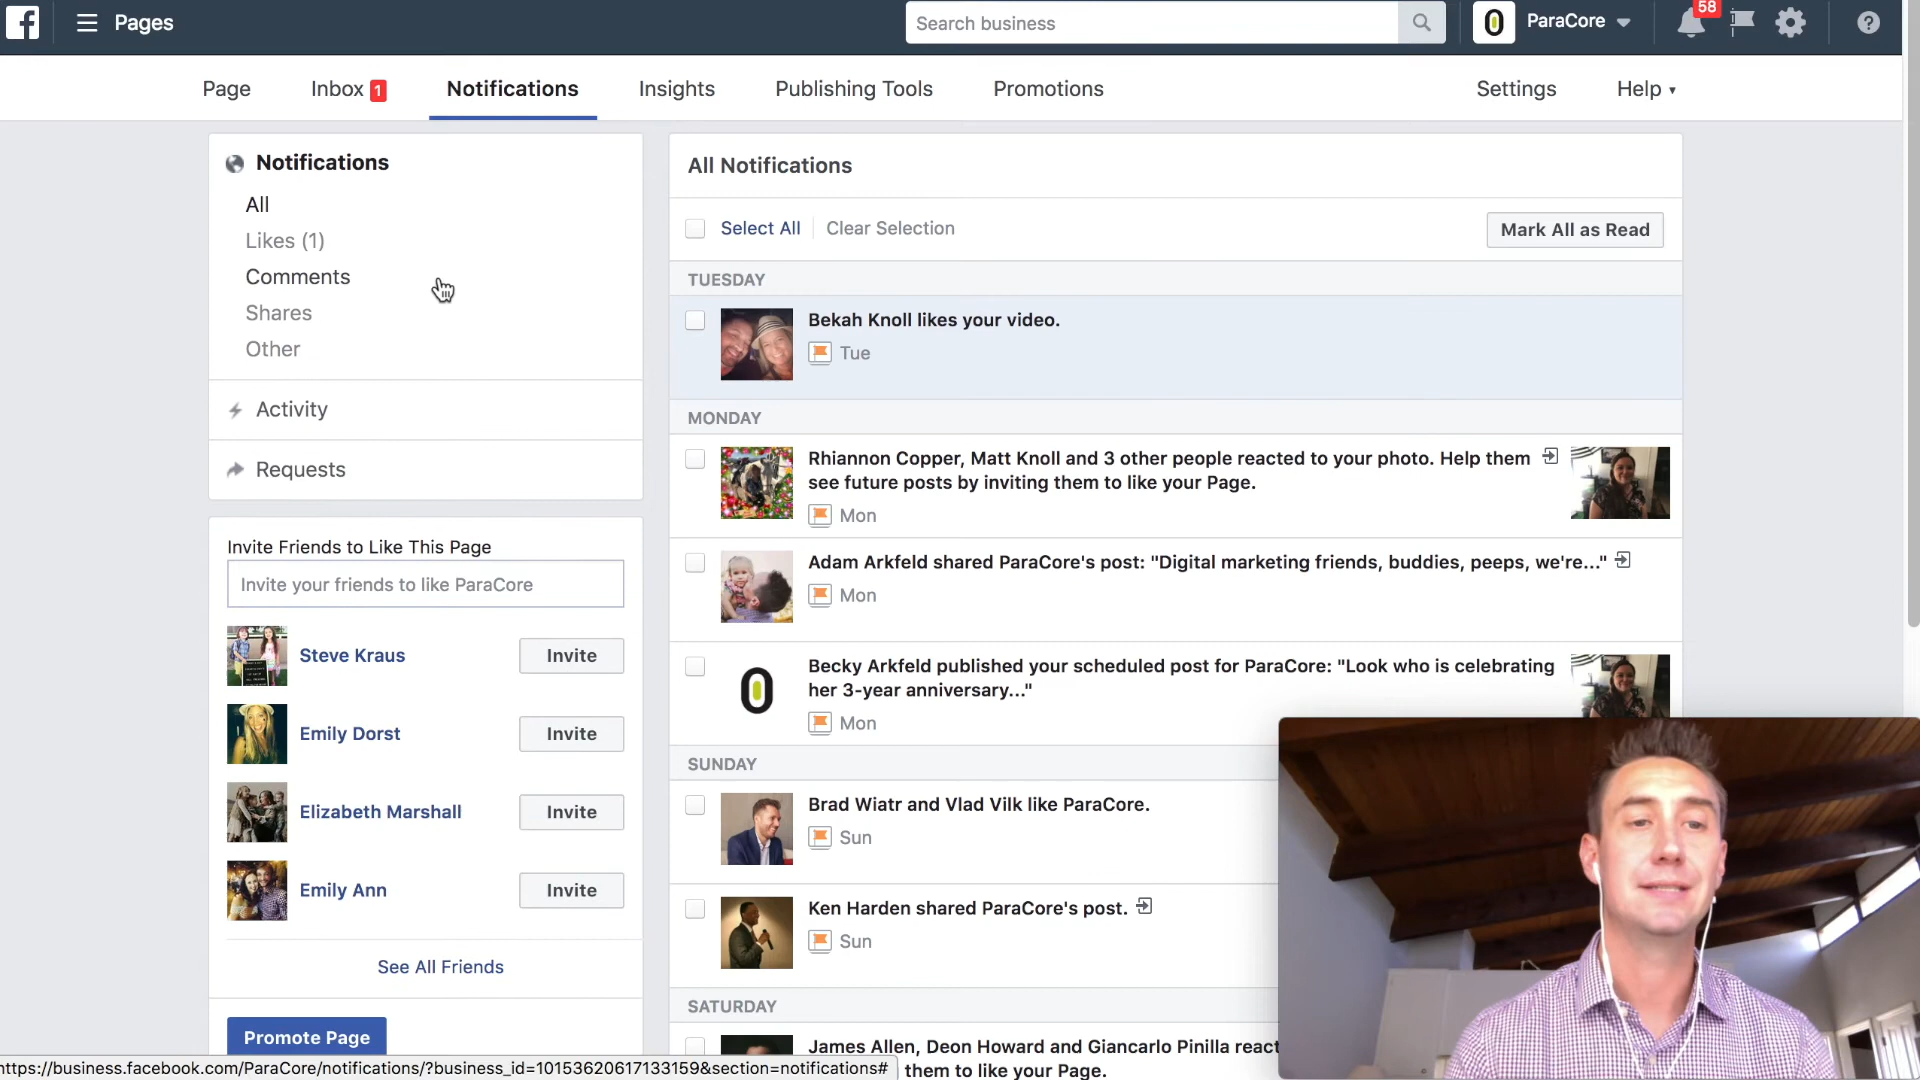 Pages
Search business
ParaCore
58
Page
Inbox 1
Notifications
Insights
Publishing Tools
Promotions
Settings
Help
Notifications
All
Likes (1)
Comments
Shares
Other
Activity
Requests
Invite Friends to Like This Page
Invite your friends to like ParaCore
Steve Kraus
Invite
Emily Dorst
Invite
Elizabeth Marshall
Invite
Emily Ann
Invite
See All Friends
Promote Page
All Notifications
Select All
Clear Selection
Mark All as Read
TUESDAY
Bekah Knoll likes your video.
Tue
MONDAY
Rhiannon Copper, Matt Knoll and 3 other people reacted to your photo. Help them
see future posts by inviting them to like your Page.
Mon
Adam Arkfeld shared ParaCore's post: "Digital marketing friends, buddies, peeps, we're..."
Mon
Becky Arkfeld published your scheduled post for ParaCore: "Look who is celebrating
her 3-year anniversary..."
Mon
SUNDAY
Brad Wiatr and Vlad Vilk like ParaCore.
Sun
Ken Harden shared ParaCore's post.
Sun
SATURDAY
James Allen, Deon Howard and Giancarlo Pinilla react
them to like your Page.
https://business.facebook.com/ParaCore/notifications/?business_id=10153620617133159&section=notifications#